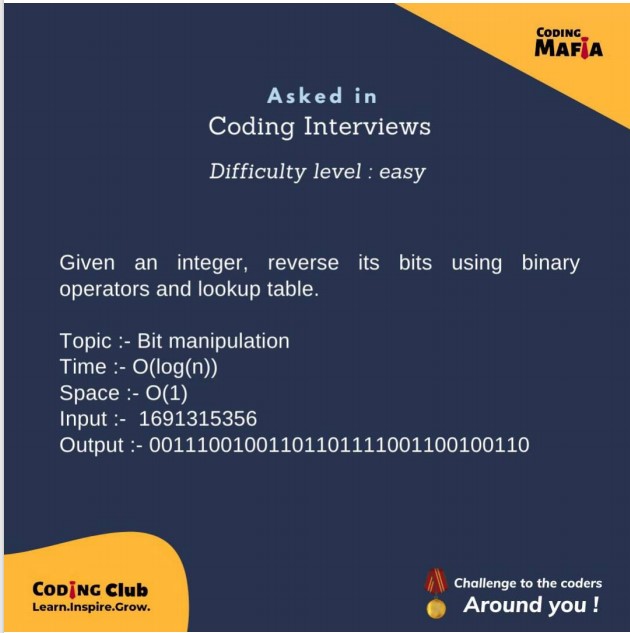 CODING
MAFIA
Asked in
Coding Interviews
Difficulty level : easy
Given an integer, reverse its bits using binary
operators and lookup table.
Topic :- Bit manipulation
Time :- O(log(n))
Space :- O(1)
Input :- 1691315356
Output :- 00111001001101101111001100100110
CODING Club
Learn.Inspire.Grow.
Challenge to the coders
Around you !